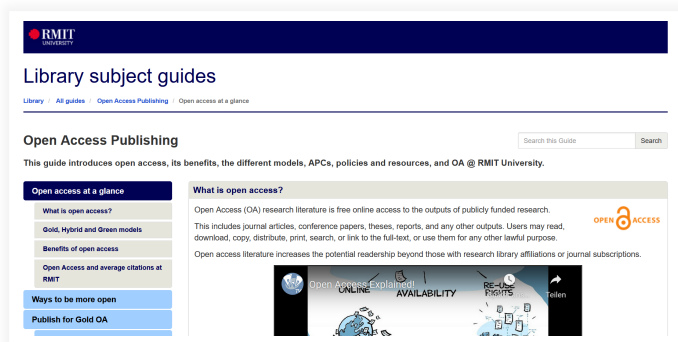 RMIT
UNIVERSITY
Library subject guides
Library / All guides / Open Access Publishing / Open access at a glance
Open Access Publishing
Search this Guide
Search
This guide introduces open access, its benefits, the different models, APCs, policies and resources, and OA @ RMIT University.
Open access at a glance
What is open access?
Gold, Hybrid and Green models
Benefits of open access
Open Access and average citations at
RMIT
Ways to be more open
Publish for Gold OA
What is open access?
Open Access (OA) research literature is free online access to the outputs of publicly funded research.
This includes journal articles, conference papers, theses, reports, and any other outputs. Users may read,
download, copy, distribute, print, search, or link to the full-text, or use them for any other lawful purpose.
Open access literature increases the potential readership beyond those with research library affiliations or journal subscriptions.
OPEN ACCESS
Open Access Explained!
ONLINE
AVAILABILITY
RE-USE
RIGHTS
Teilen